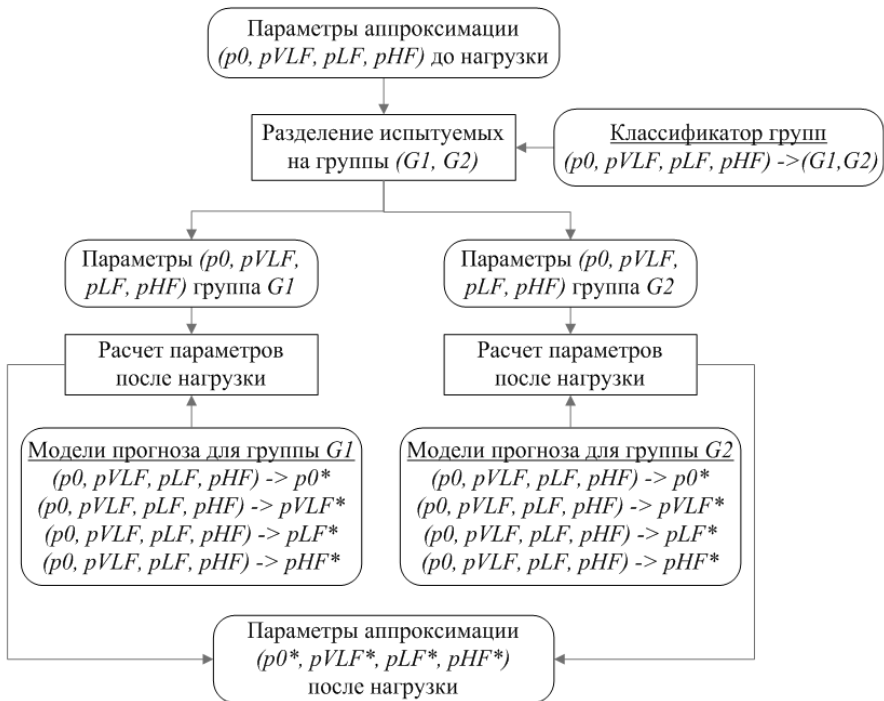 Параметры аппроксимации
(p0, pVLF, pLF, pHF) до нагрузки
Разделение испытуемых
на группы (G1, G2)
Классификатор групп
(p0, pVLF, pLF, pHF) ->(G1,G2)
Параметры (p0, pVLF,
pLF, pHF) группа G1
Параметры (p0, pVLF,
pLF, pHF) группа G2
Расчет параметров
после нагрузки
Расчет параметров
после нагрузки
Модели прогноза для группы G1
(p0, pVLF, pLF, pHF) -> p0*
(p0, pVLF, pLF, pHF) -> pVLF*
(p0, pVLF, pLF, pHF) -> pLF*
(p0, pVLF, pLF, pHF) -> pHF*
Модели прогноза для группы G2
(p0, pVLF, pLF, pHF) -> p0*
(p0, pVLF, pLF, pHF) -> pVLF*
(p0, pVLF, pLF, pHF) -> pLF*
(p0, pVLF, pLF, pHF) -> pHF*
Параметры аппроксимации
(p0*, pVLF*, pLF*, pHF*)
после нагрузки